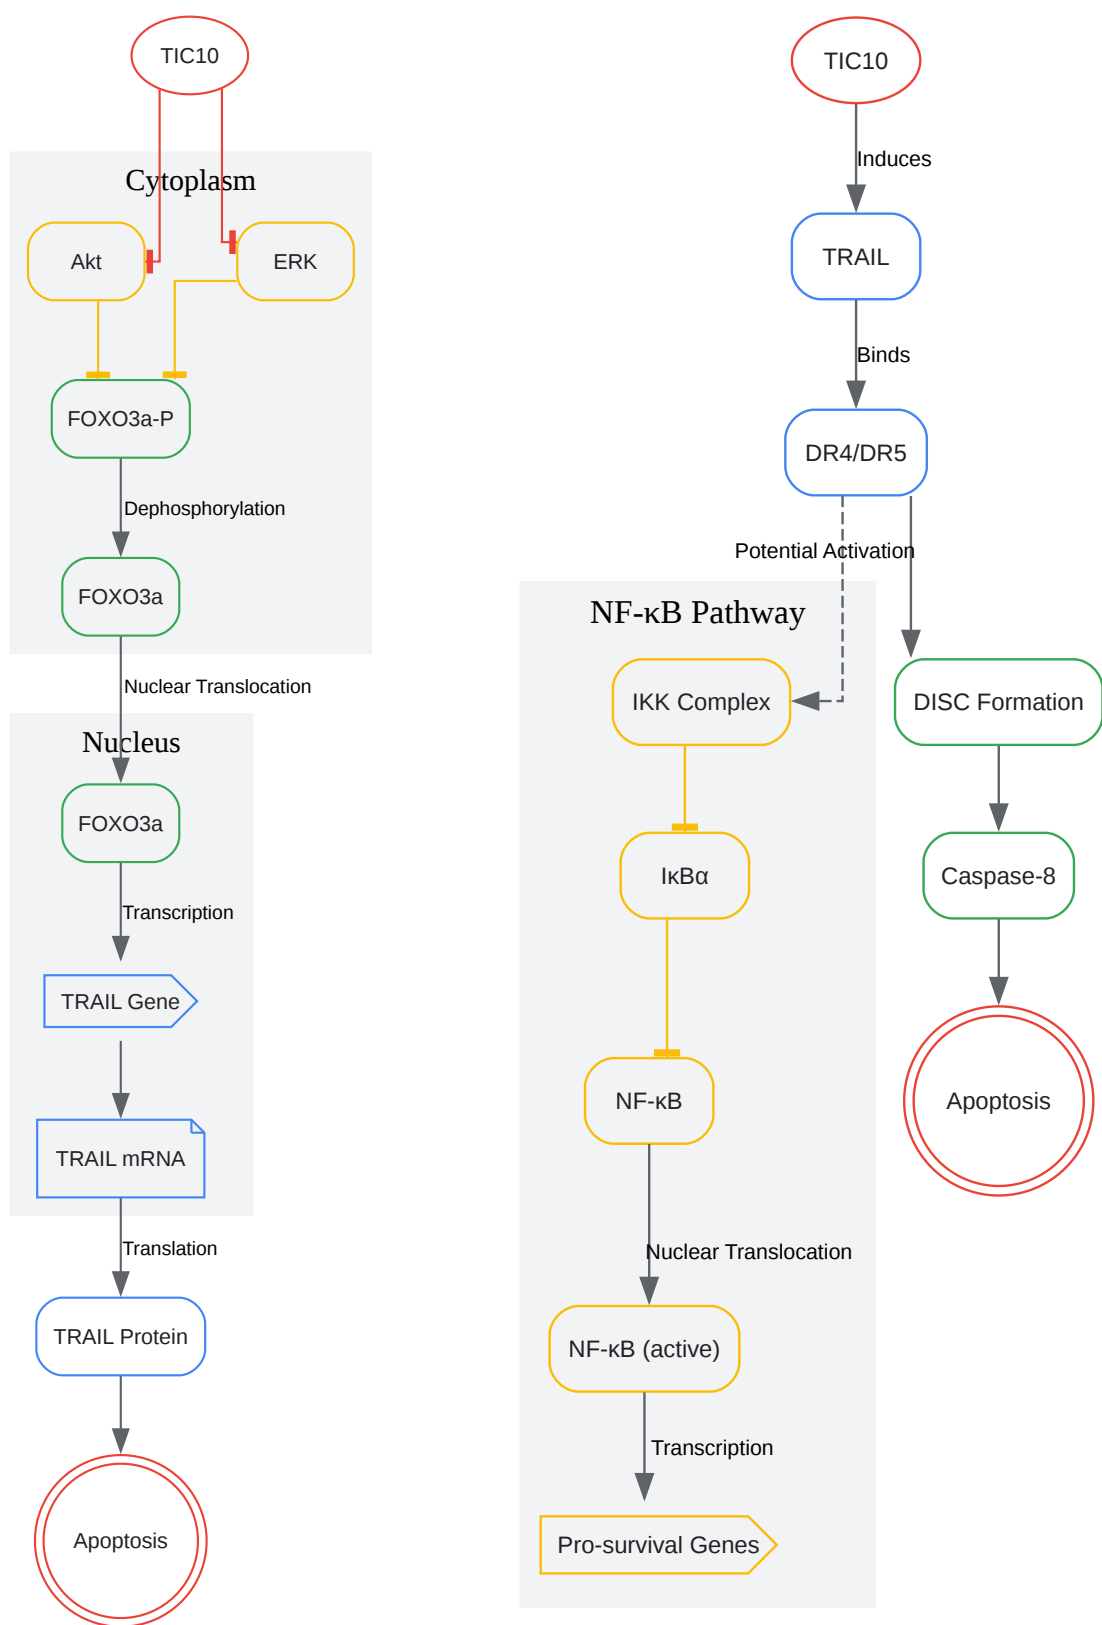 TIC10
Cytoplasm
Akt
ERK
FOXO3a-P
Dephosphorylation
FOXO3a
Nuclear Translocation
Nucleus
FOXO3a
Transcription
TRAIL Gene
TRAIL mRNA
Translation
TRAIL Protein
Apoptosis
TIC10
Induces
TRAIL
Binds
DR4/DR5
Potential Activation
NF-κB Pathway
IKK Complex
IκBα
NF-κB
Nuclear Translocation
NF-κB (active)
Transcription
Pro-survival Genes
DISC Formation
Caspase-8
Apoptosis